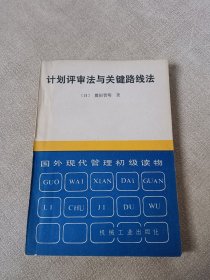 计划评审法与关键路线法
〔日〕 著
国外现代管理初级读物
GUO WAI XIAN DAI GUAN
LI CHU JI DU WU
机械工业出版社